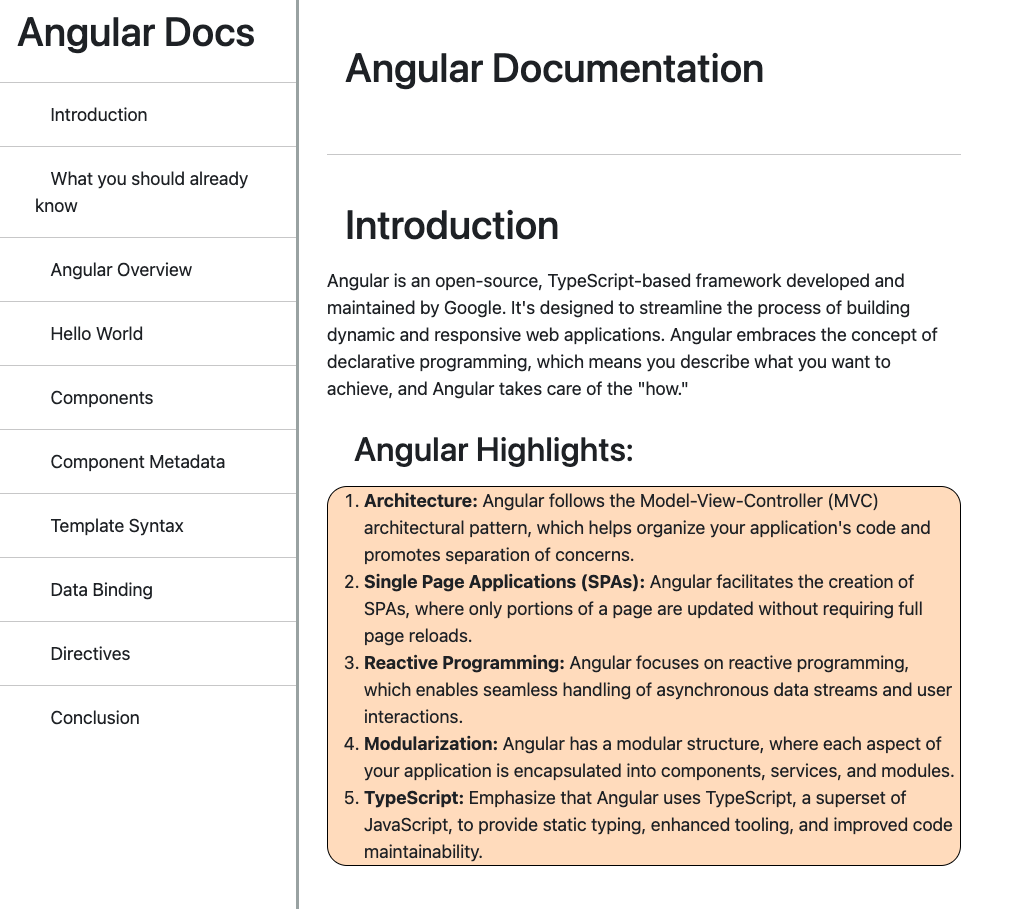 Angular Docs
Introduction
What you should already
know
Angular Overview
Hello World
Components
Component Metadata
Template Syntax
Data Binding
Directives
Conclusion
Angular Documentation
Introduction
Angular is an open-source, TypeScript-based framework developed and
maintained by Google. It's designed to streamline the process of building
dynamic and responsive web applications. Angular embraces the concept of
declarative programming, which means you describe what you want to
achieve, and Angular takes care of the "how."
Angular Highlights:
1. Architecture: Angular follows the Model-View-Controller (MVC)
architectural pattern, which helps organize your application's code and
promotes separation of concerns.
2. Single Page Applications (SPAs): Angular facilitates the creation of
SPAs, where only portions of a page are updated without requiring full
page reloads.
3. Reactive Programming: Angular focuses on reactive programming,
which enables seamless handling of asynchronous data streams and user
interactions.
4. Modularization: Angular has a modular structure, where each aspect of
your application is encapsulated into components, services, and modules.
5. TypeScript: Emphasize that Angular uses TypeScript, a superset of
JavaScript, to provide static typing, enhanced tooling, and improved code
maintainability.